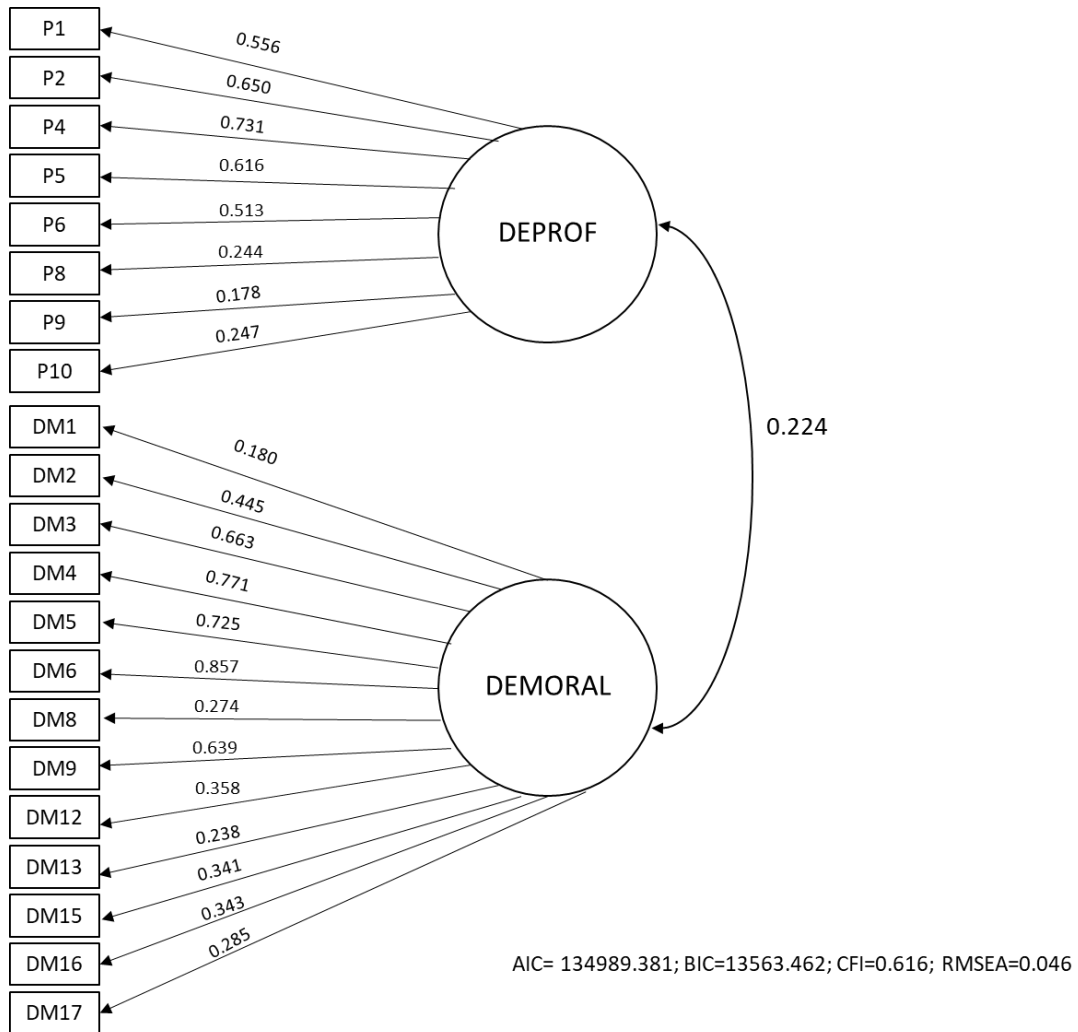 P1
0.556
P2
0.650
P4
0.731
P5
0.616
P6
0.513
P8
0.244
P9
0.178
P10
0.247
DEPROF
0.224
DM1
0.180
DM2
0.445
DM3
0.663
DM4
0.771
DM5
0.725
DM6
0.857
DM8
0.274
DM9
0.639
DM12
0.358
DM13
0.238
DM15
0.341
DM16
0.343
DM17
0.285
DEMORAL
AIC= 134989.381; BIC=13563.462; CFI=0.616; RMSEA=0.046